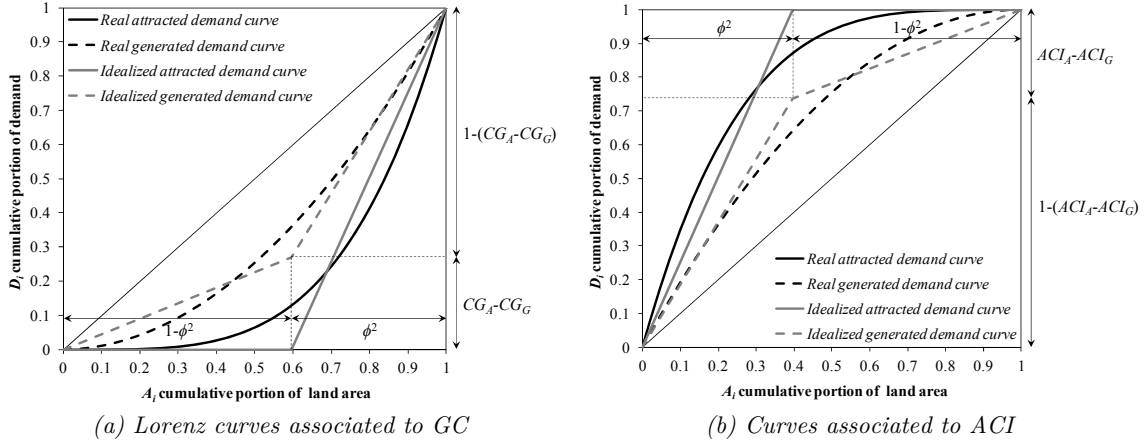 Real attracted demand curve
Real generated demand curve
Idealized attracted demand curve
Idealized generated demand curve
1
0.9
0.8
0.7
0.6
0.5
0.4
0.3
0.2
0.1
0
D_i cumulative portion of demand
1-(CG_A-CG_G)
CG_A-CG_G
1-ϕ² ϕ²
0 0.1 0.2 0.3 0.4 0.5 0.6 0.7 0.8 0.9 1
A_i cumulative portion of land area
(a) Lorenz curves associated to GC
1
0.9
0.8
0.7
0.6
0.5
0.4
0.3
0.2
0.1
0
D_i cumulative portion of demand
ϕ² 1-ϕ²
ACI_A-ACI_G
1-(ACI_A-ACI_G)
Real attracted demand curve
Real generated demand curve
Idealized attracted demand curve
Idealized generated demand curve
0 0.1 0.2 0.3 0.4 0.5 0.6 0.7 0.8 0.9 1
A_i cumulative portion of land area
(b) Curves associated to ACI